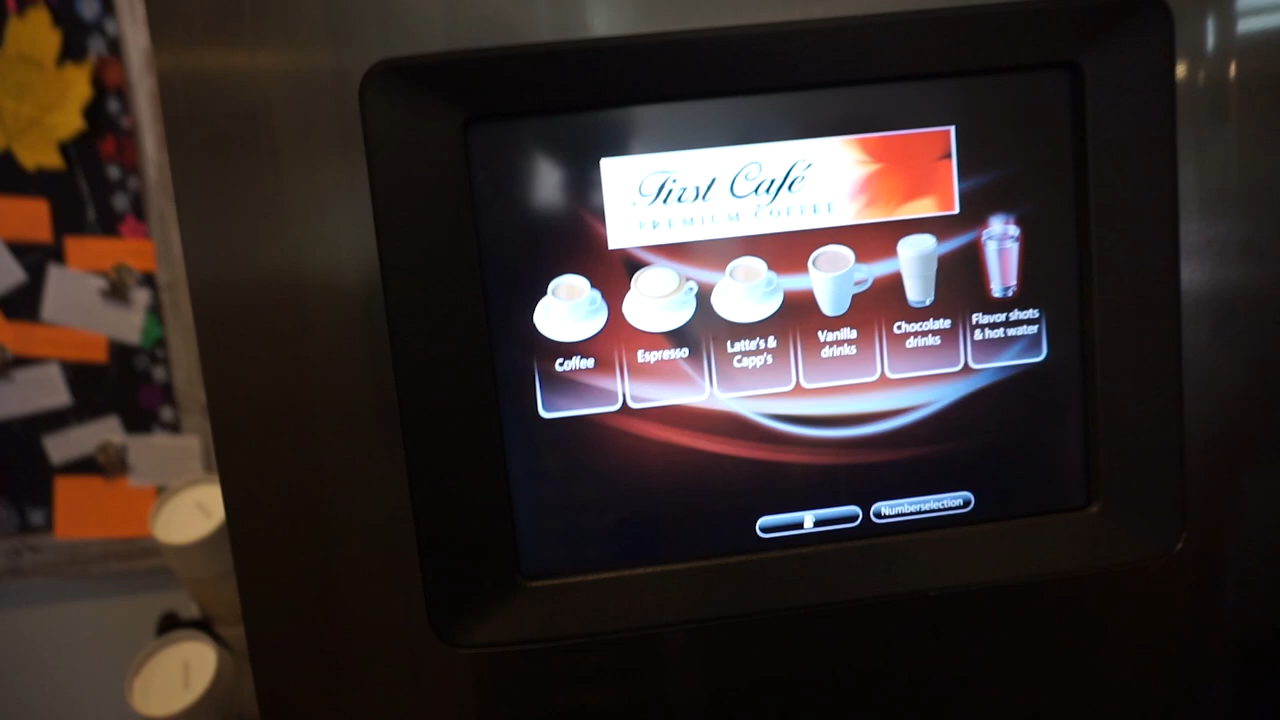 First Café
PREMIUM COFFEE
Coffee
Espresso
Latte's &
Capp's
Vanilla
drinks
Chocolate
drinks
Flavor shots
& hot water
Numberselection